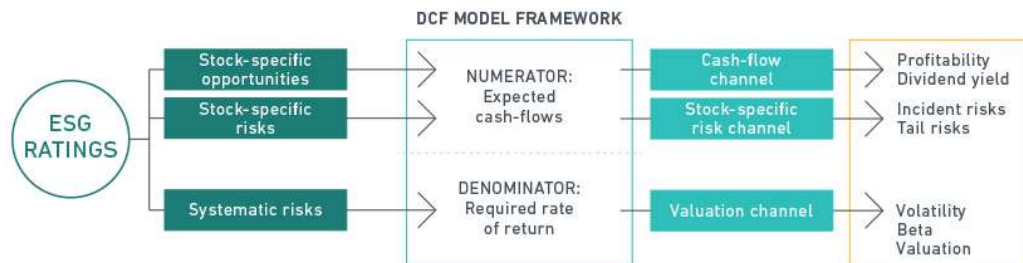 DCF MODEL FRAMEWORK
ESG
RATINGS
Stock-specific
opportunities
Stock-specific
risks
Systematic risks
NUMERATOR:
Expected
cash-flows
DENOMINATOR:
Required rate
of return
Cash-flow
channel
Stock-specific
risk channel
Valuation channel
Profitability
Dividend yield
Incident risks
Tail risks
Volatility
Beta
Valuation